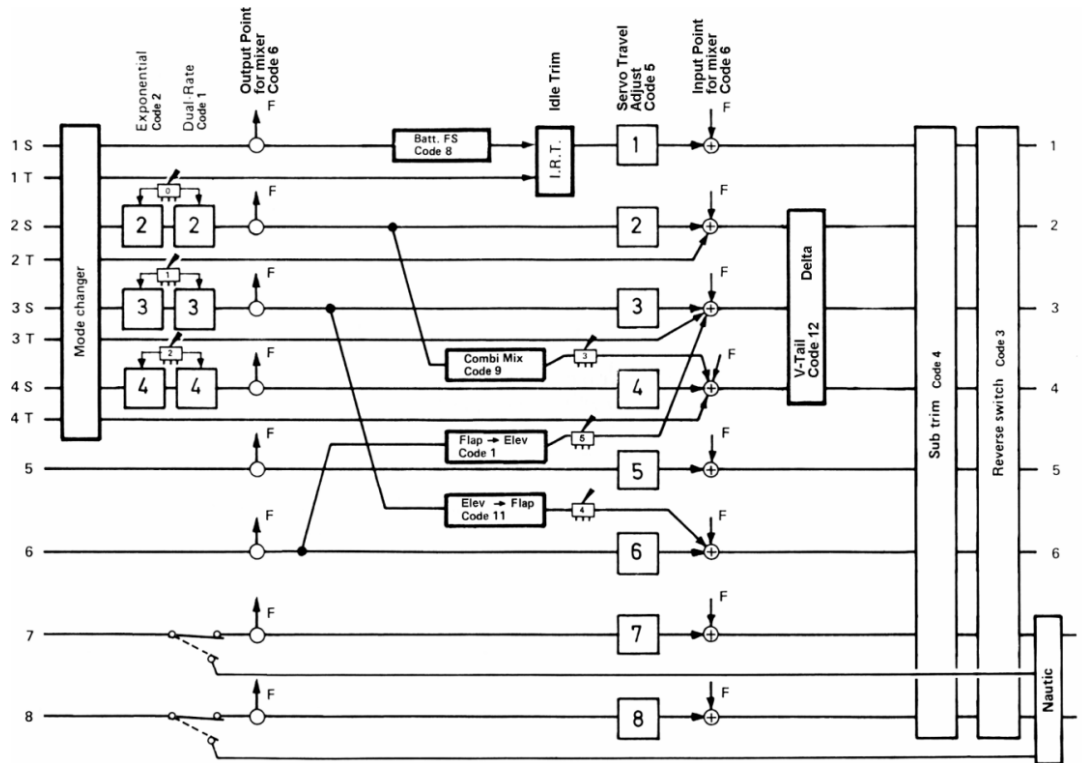 Exponential
Code 2
Dual-Rate
Code 1
Output Point
for mixer
Code 6
Idle Trim
Servo Travel
Adjust
Code 5
Input Point
for mixer
Code 6
F
F
1 S
Batt. FS
Code 8
I.R.T.
1
1
1 T
0
F
F
2 S
2
2
2
2
2 T
1
F
F
3 S
3
3
3
3
3 T
2
Combi Mix
Code 9
3
F
F
4 S
4
4
4
4
4 T
Mode changer
V-Tail Delta
Code 12
Sub trim Code 4
Reverse switch Code 3
F
Flap → Elev
Code 1
5
F
5
5
5
Elev → Flap
Code 11
4
F
F
6
6
6
F
F
7
7
F
F
8
8
Nautic